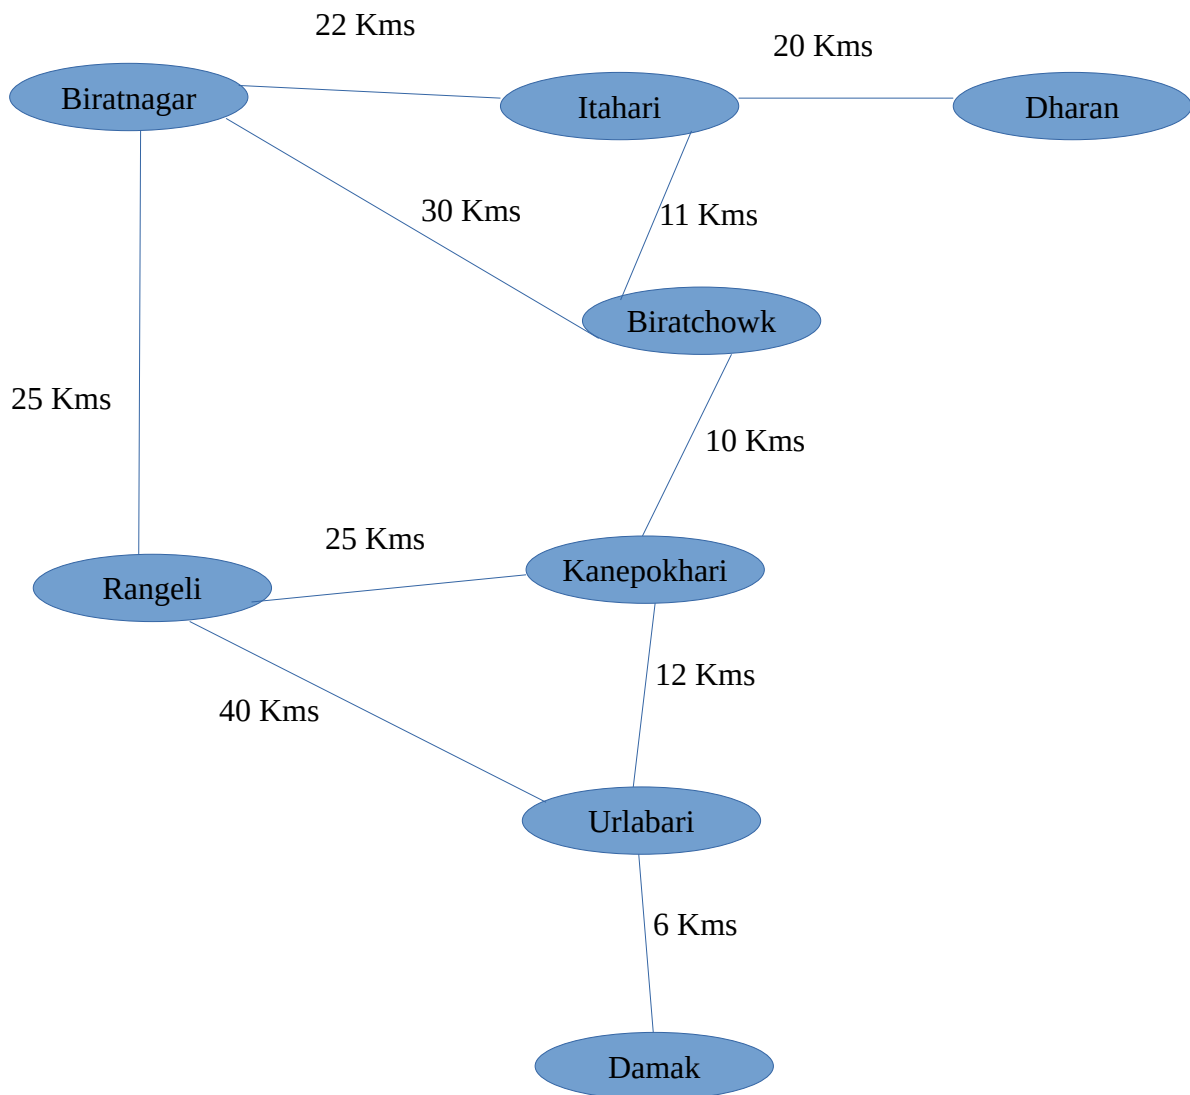 22 Kms
20 Kms
Biratnagar
Itahari
Dharan
30 Kms
11 Kms
Biratchowk
25 Kms
10 Kms
25 Kms
Kanepokhari
Rangeli
12 Kms
40 Kms
Urlabari
6 Kms
Damak